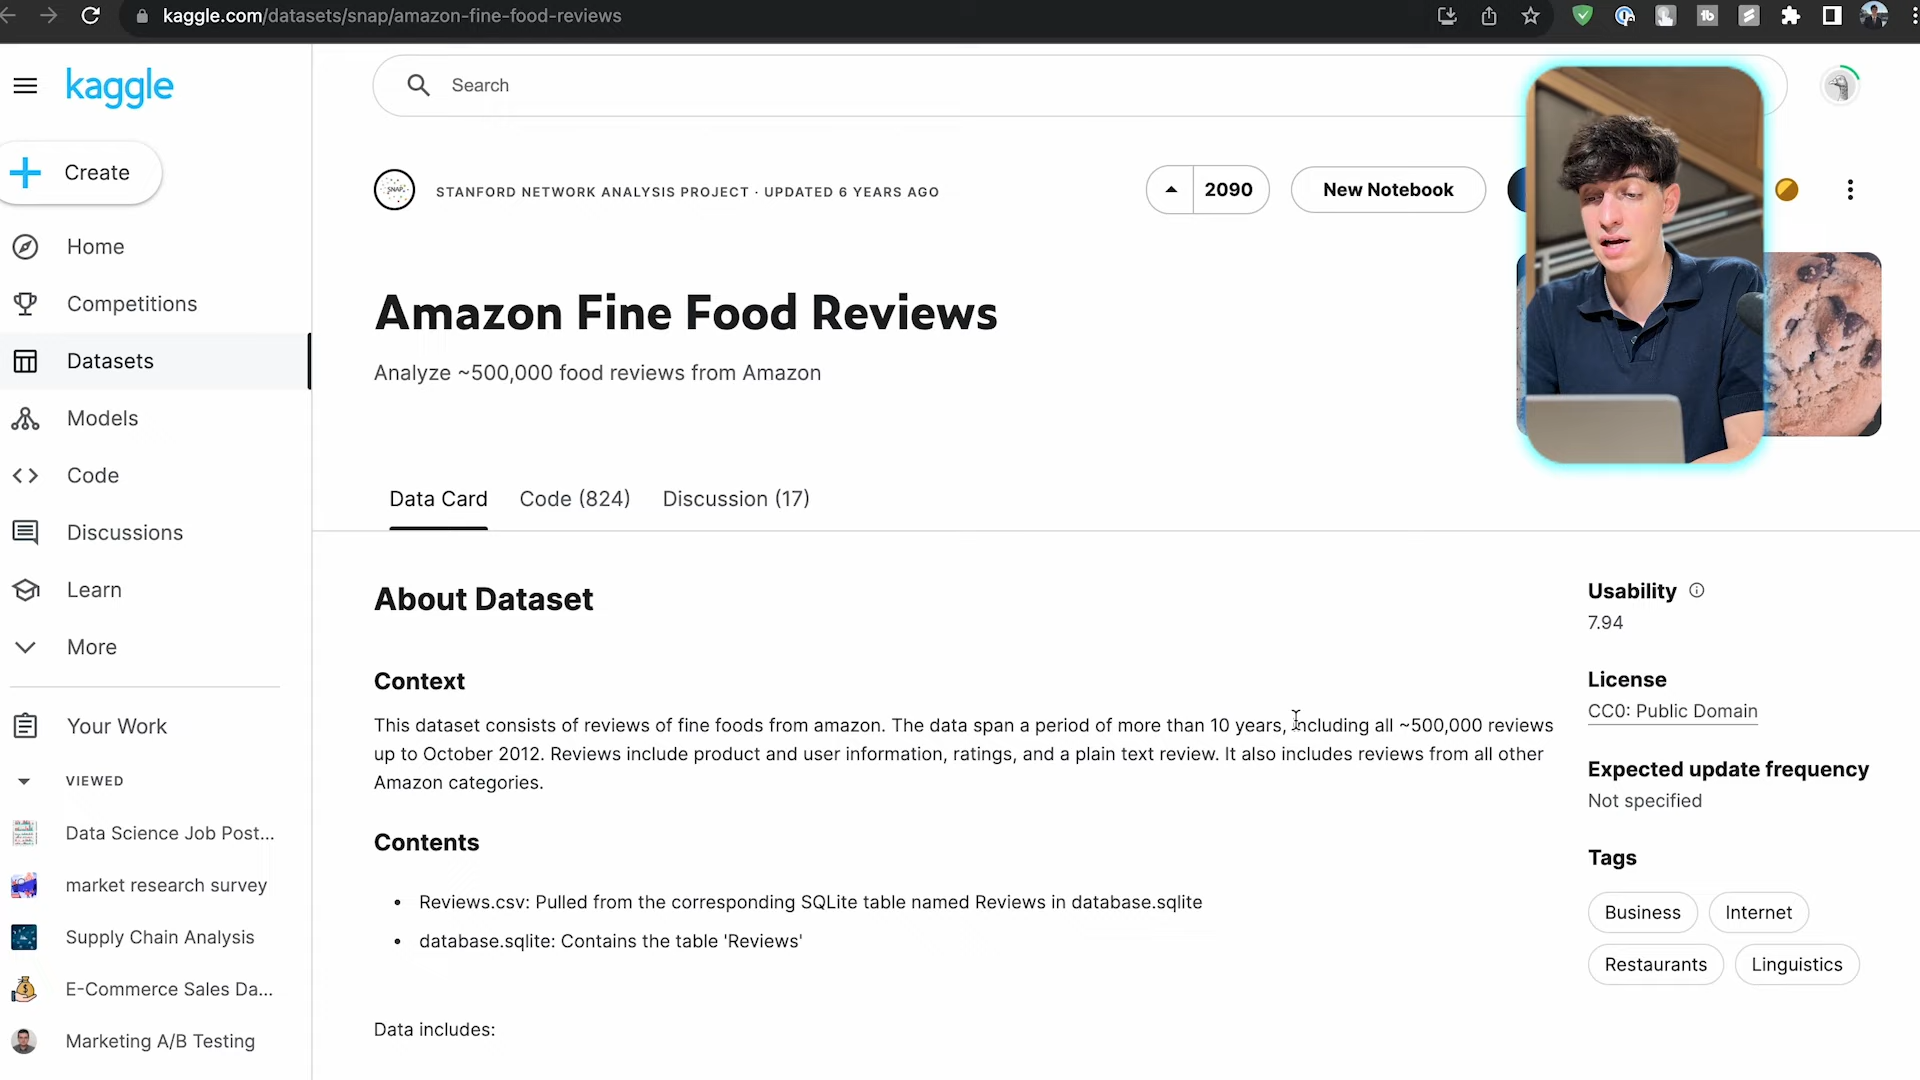 kaggle.com/datasets/snap/amazon-fine-food-reviews
kaggle
Search
Create
Home
Competitions
Datasets
Models
Code
Discussions
Learn
More
Your Work
VIEWED
Data Science Job Post...
market research survey
Supply Chain Analysis
E-Commerce Sales Da...
Marketing A/B Testing
SNAP
STANFORD NETWORK ANALYSIS PROJECT · UPDATED 6 YEARS AGO
2090
New Notebook
Amazon Fine Food Reviews
Analyze ~500,000 food reviews from Amazon
Data Card Code (824) Discussion (17)
About Dataset
Context
This dataset consists of reviews of fine foods from amazon. The data span a period of more than 10 years, including all ~500,000 reviews
up to October 2012. Reviews include product and user information, ratings, and a plain text review. It also includes reviews from all other
Amazon categories.
Contents
• Reviews.csv: Pulled from the corresponding SQLite table named Reviews in database.sqlite
• database.sqlite: Contains the table 'Reviews'
Data includes:
Usability
7.94
License
CC0: Public Domain
Expected update frequency
Not specified
Tags
Business Internet
Restaurants Linguistics